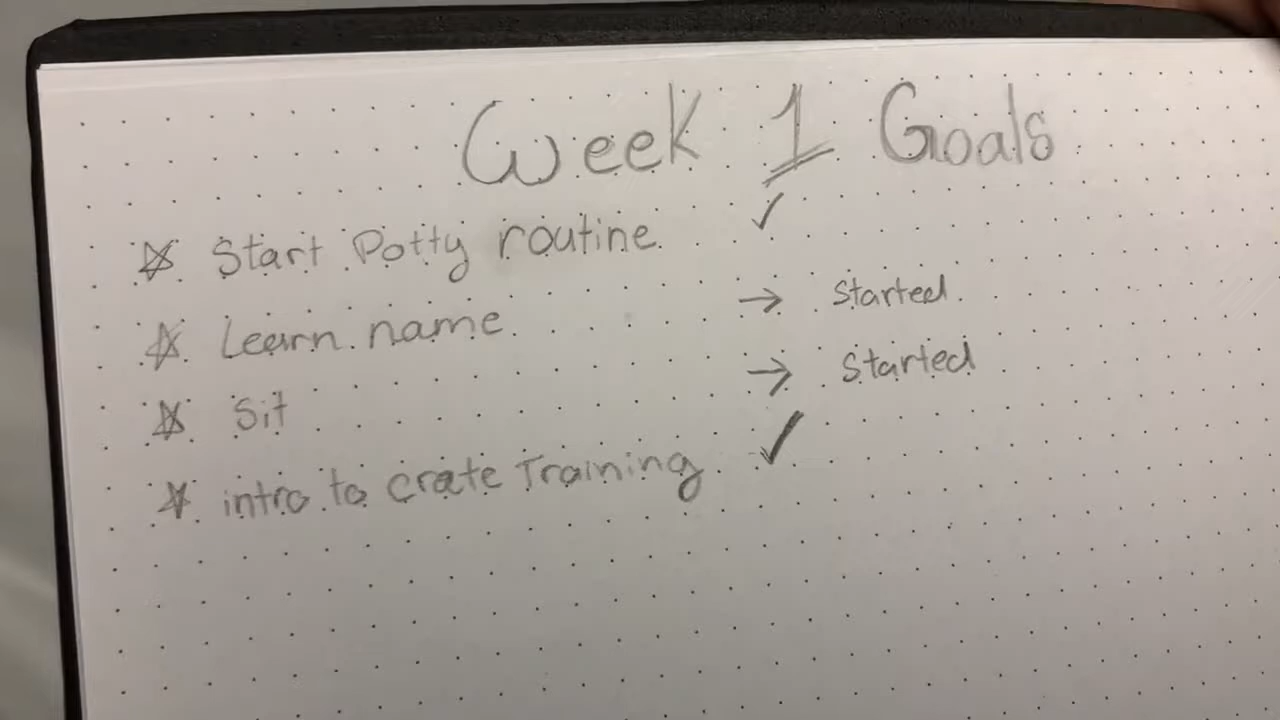 Week 1 Goals
☆ Start Potty routine ✓
☆ Learn name → Started
☆ Sit → Started
☆ intro to crate Training ✓